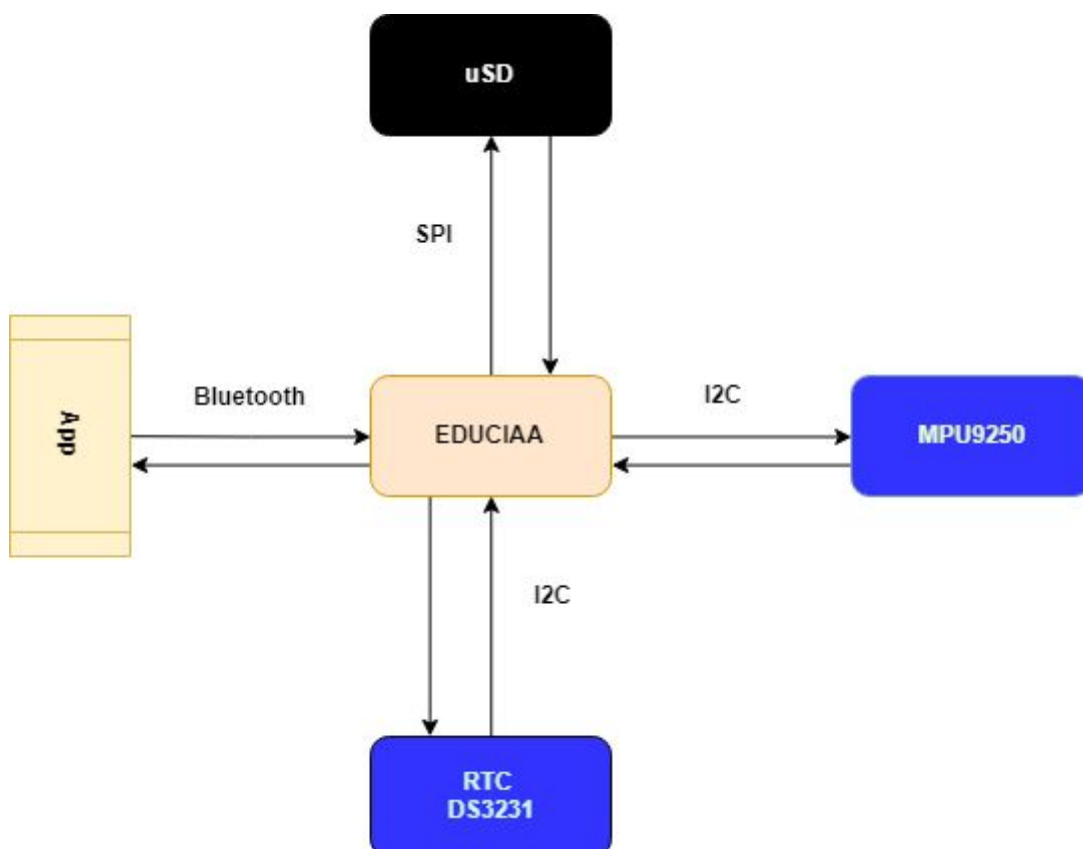 uSD
SPI
App
Bluetooth
EDUCIAA
I2C
MPU9250
I2C
RTC
DS3231